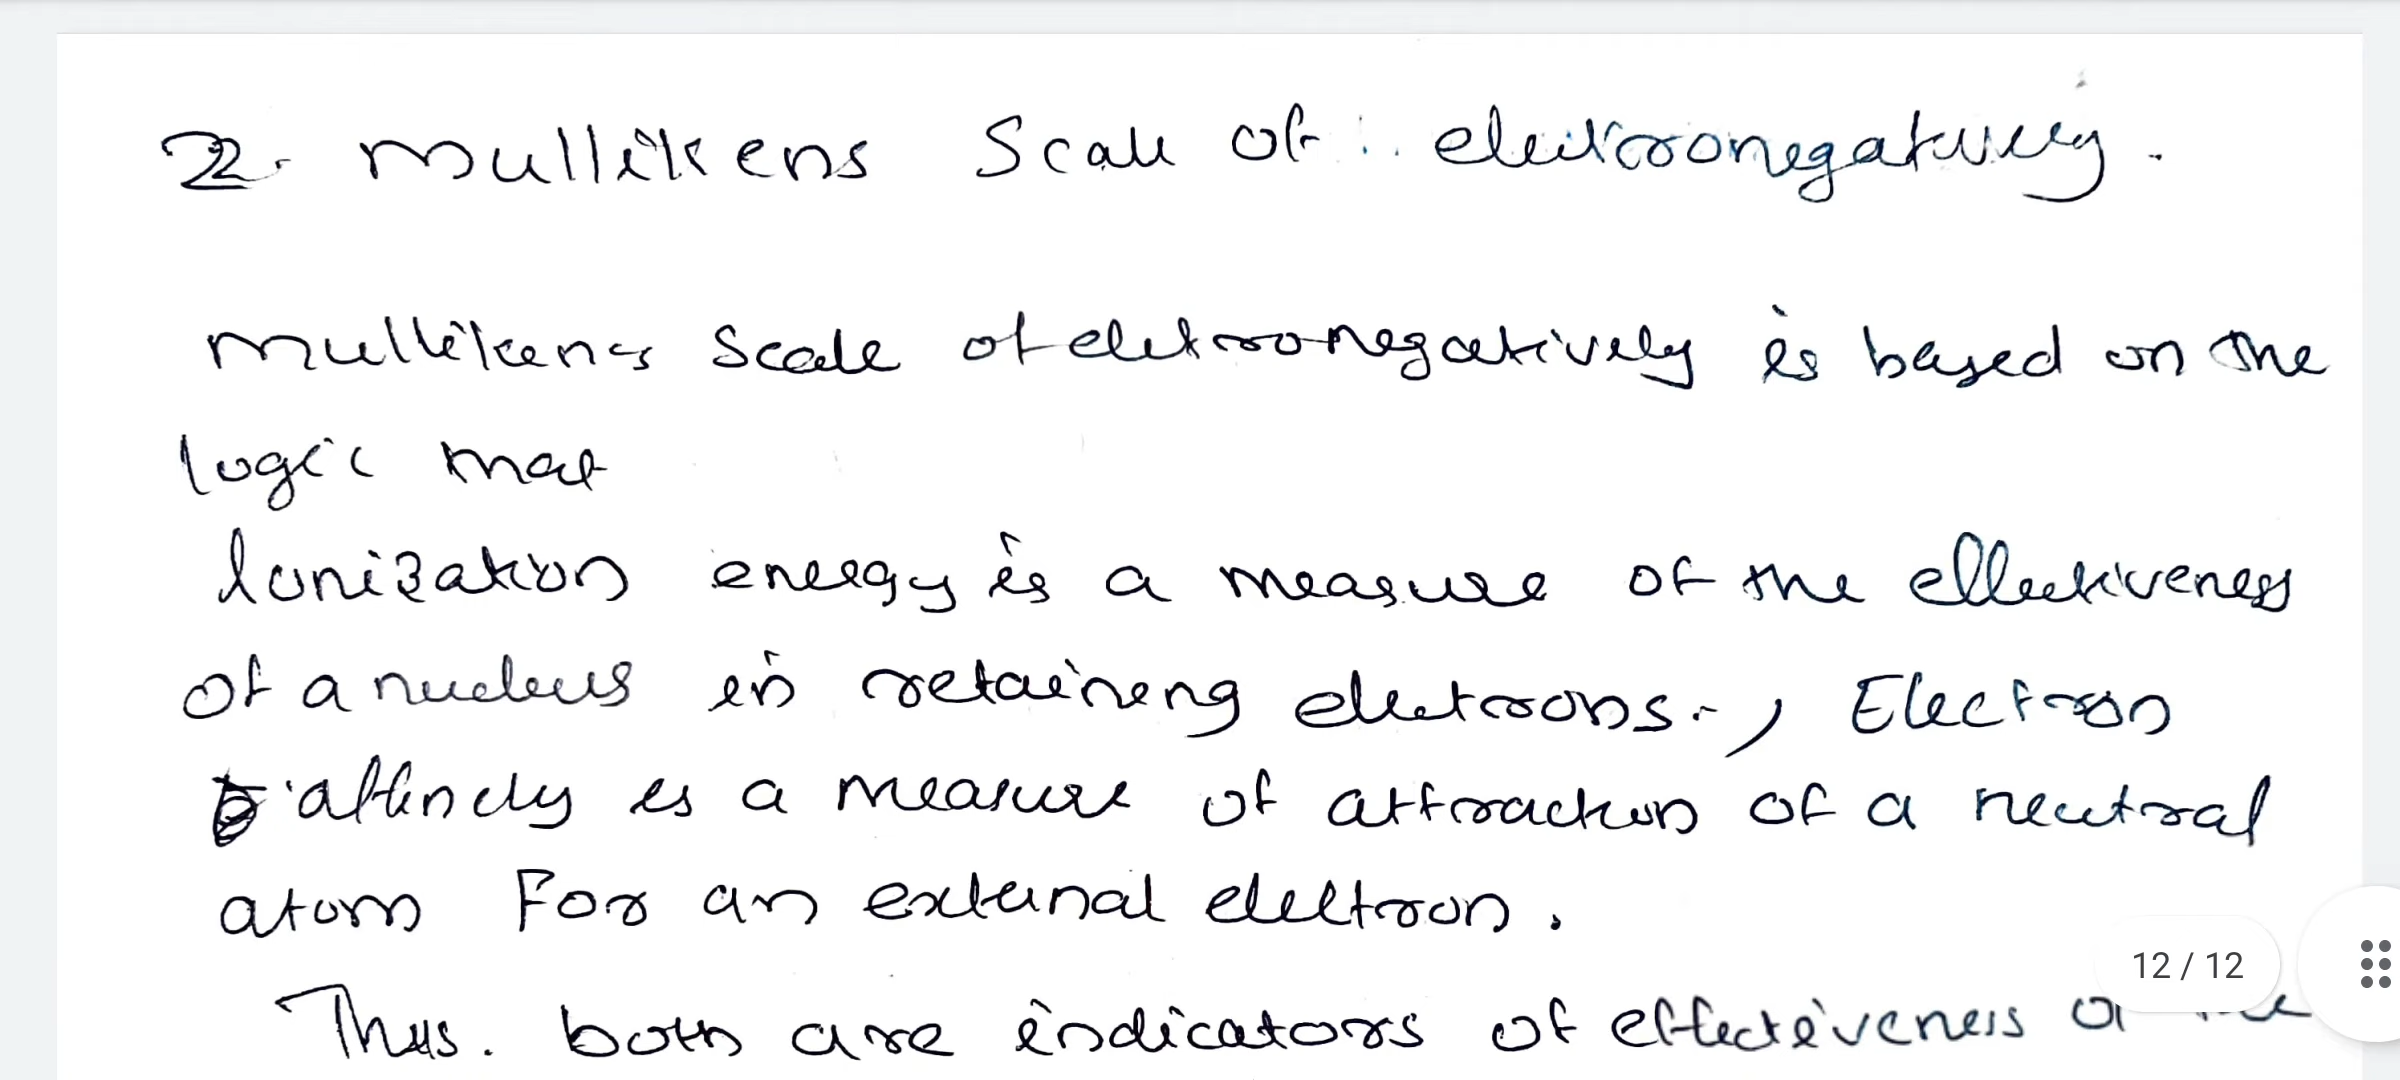 2. Mullikens Scale of electronegativity.
Mullikens scale of eletronegatively is based on the
logic that
Ionization energy is a measure of the effectiveness
of a nucleus in retaining electrons., Electron
affinity is a measure of attraction of a neutral
atom For an external electron.
12 / 12
Thus. both are indicators of effectiveness of